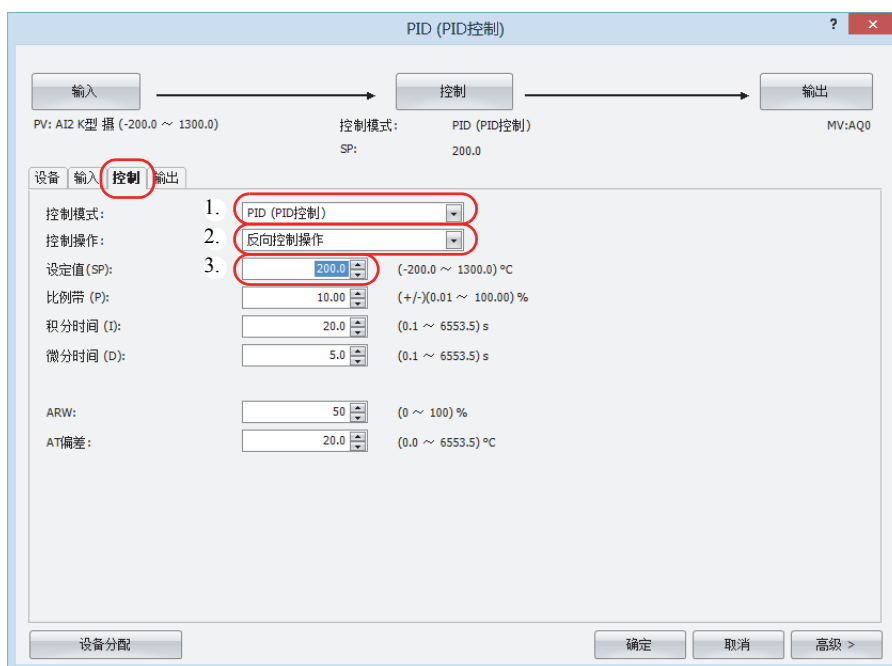 PID (PID控制)
? ×
输入 控制 输出
PV: AI2 K型 摄 (-200.0 ～ 1300.0) 控制模式: PID (PID控制) MV:AQ0
SP: 200.0
设备 输入 控制 输出
控制模式: 1. PID (PID控制)
控制操作: 2. 反向控制操作
设定值(SP): 3. 200.0 (-200.0 ～ 1300.0) °C
比例带 (P): 10.00 (+/-)(0.01 ～ 100.00) %
积分时间 (I): 20.0 (0.1 ～ 6553.5) s
微分时间 (D): 5.0 (0.1 ～ 6553.5) s
ARW: 50 (0 ～ 100) %
AT偏差: 20.0 (0.0 ～ 6553.5) °C
设备分配 确定 取消 高级 >